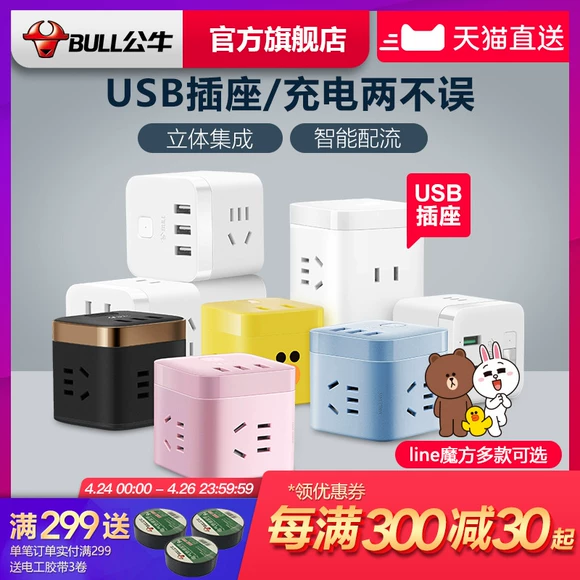 BULL公牛
官方旗舰店
天猫直送
USB插座/充电两不误
立体集成
智能配流
USB
插座
line魔方多款可选
4.24 00:00 — 4.26 23:59:59
满299送
单笔订单实付满299
送电工胶带3卷
*领优惠券
每满300减30起